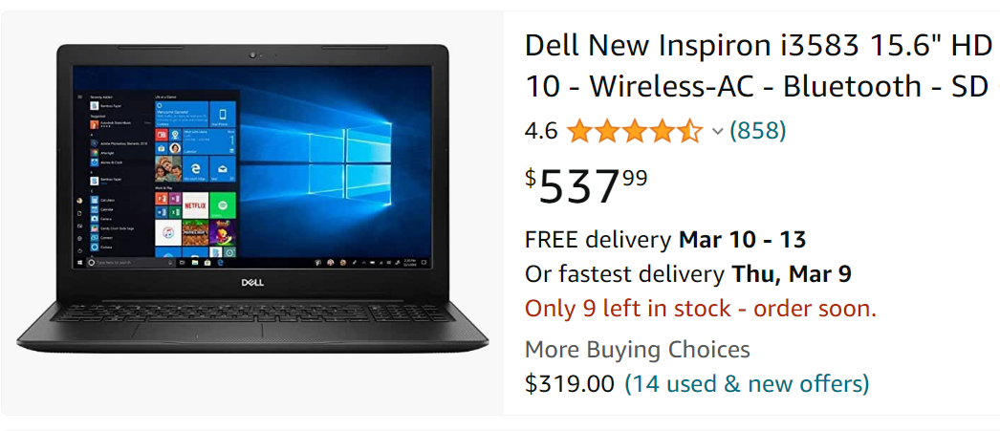 Dell New Inspiron i3583 15.6" HD
10 - Wireless-AC - Bluetooth - SD
4.6 (858)
$537.99
FREE delivery Mar 10 - 13
Or fastest delivery Thu, Mar 9
Only 9 left in stock - order soon.
More Buying Choices
$319.00 (14 used & new offers)
NETFLIX
DELL